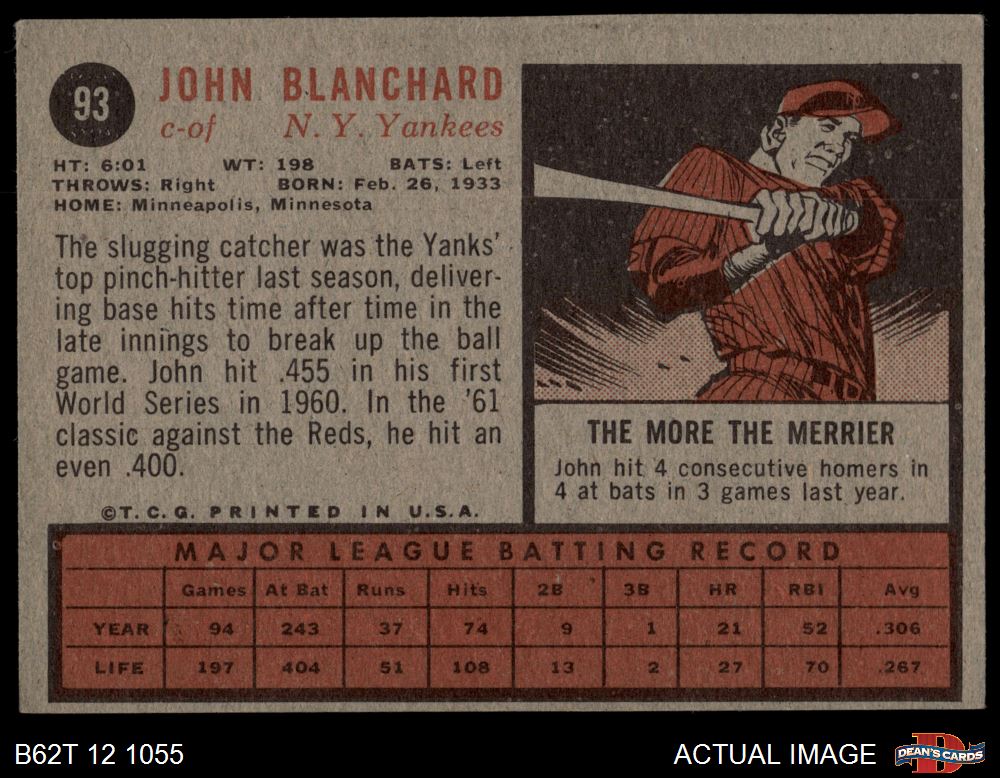 93
JOHN BLANCHARD
c-of N. Y. Yankees
HT: 6:01 WT: 198 BATS: Left
THROWS: Right BORN: Feb. 26, 1933
HOME: Minneapolis, Minnesota
The slugging catcher was the Yanks'
top pinch-hitter last season, deliver-
ing base hits time after time in the
late innings to break up the ball
game. John hit .455 in his first
World Series in 1960. In the '61
classic against the Reds, he hit an
even .400.
©T. C. G. PRINTED IN U.S.A.
THE MORE THE MERRIER
John hit 4 consecutive homers in
4 at bats in 3 games last year.
MAJOR LEAGUE BATTING RECORD
Games At Bat Runs Hits 2B 3B HR RBI Avg
YEAR 94 243 37 74 9 1 21 52 .306
LIFE 197 404 51 108 13 2 27 70 .267
B62T 12 1055
ACTUAL IMAGE
DEAN'S CARDS